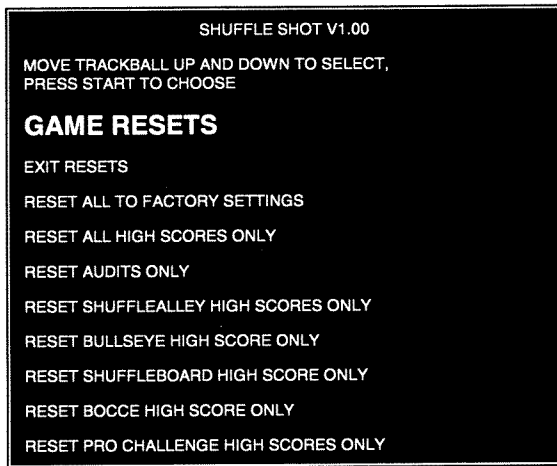 SHUFFLE SHOT V1.00
MOVE TRACKBALL UP AND DOWN TO SELECT,
PRESS START TO CHOOSE
GAME RESETS
EXIT RESETS
RESET ALL TO FACTORY SETTINGS
RESET ALL HIGH SCORES ONLY
RESET AUDITS ONLY
RESET SHUFFLEALLEY HIGH SCORES ONLY
RESET BULLSEYE HIGH SCORE ONLY
RESET SHUFFLEBOARD HIGH SCORE ONLY
RESET BOCCE HIGH SCORE ONLY
RESET PRO CHALLENGE HIGH SCORES ONLY